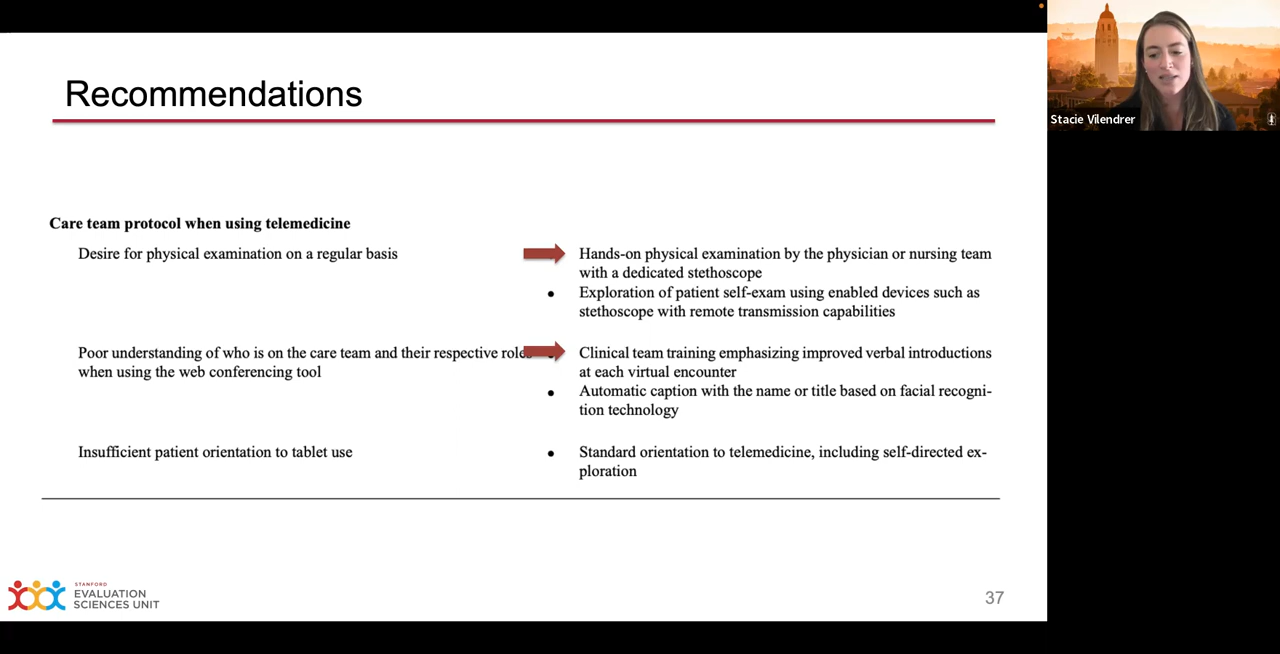 Recommendations
Stacie Vilendrer
Care team protocol when using telemedicine
Desire for physical examination on a regular basis
Hands-on physical examination by the physician or nursing team
with a dedicated stethoscope
• Exploration of patient self-exam using enabled devices such as
stethoscope with remote transmission capabilities
Poor understanding of who is on the care team and their respective roles
when using the web conferencing tool
Clinical team training emphasizing improved verbal introductions
at each virtual encounter
• Automatic caption with the name or title based on facial recogni-
tion technology
Insufficient patient orientation to tablet use
• Standard orientation to telemedicine, including self-directed ex-
ploration
STANFORD
EVALUATION
SCIENCES UNIT
37